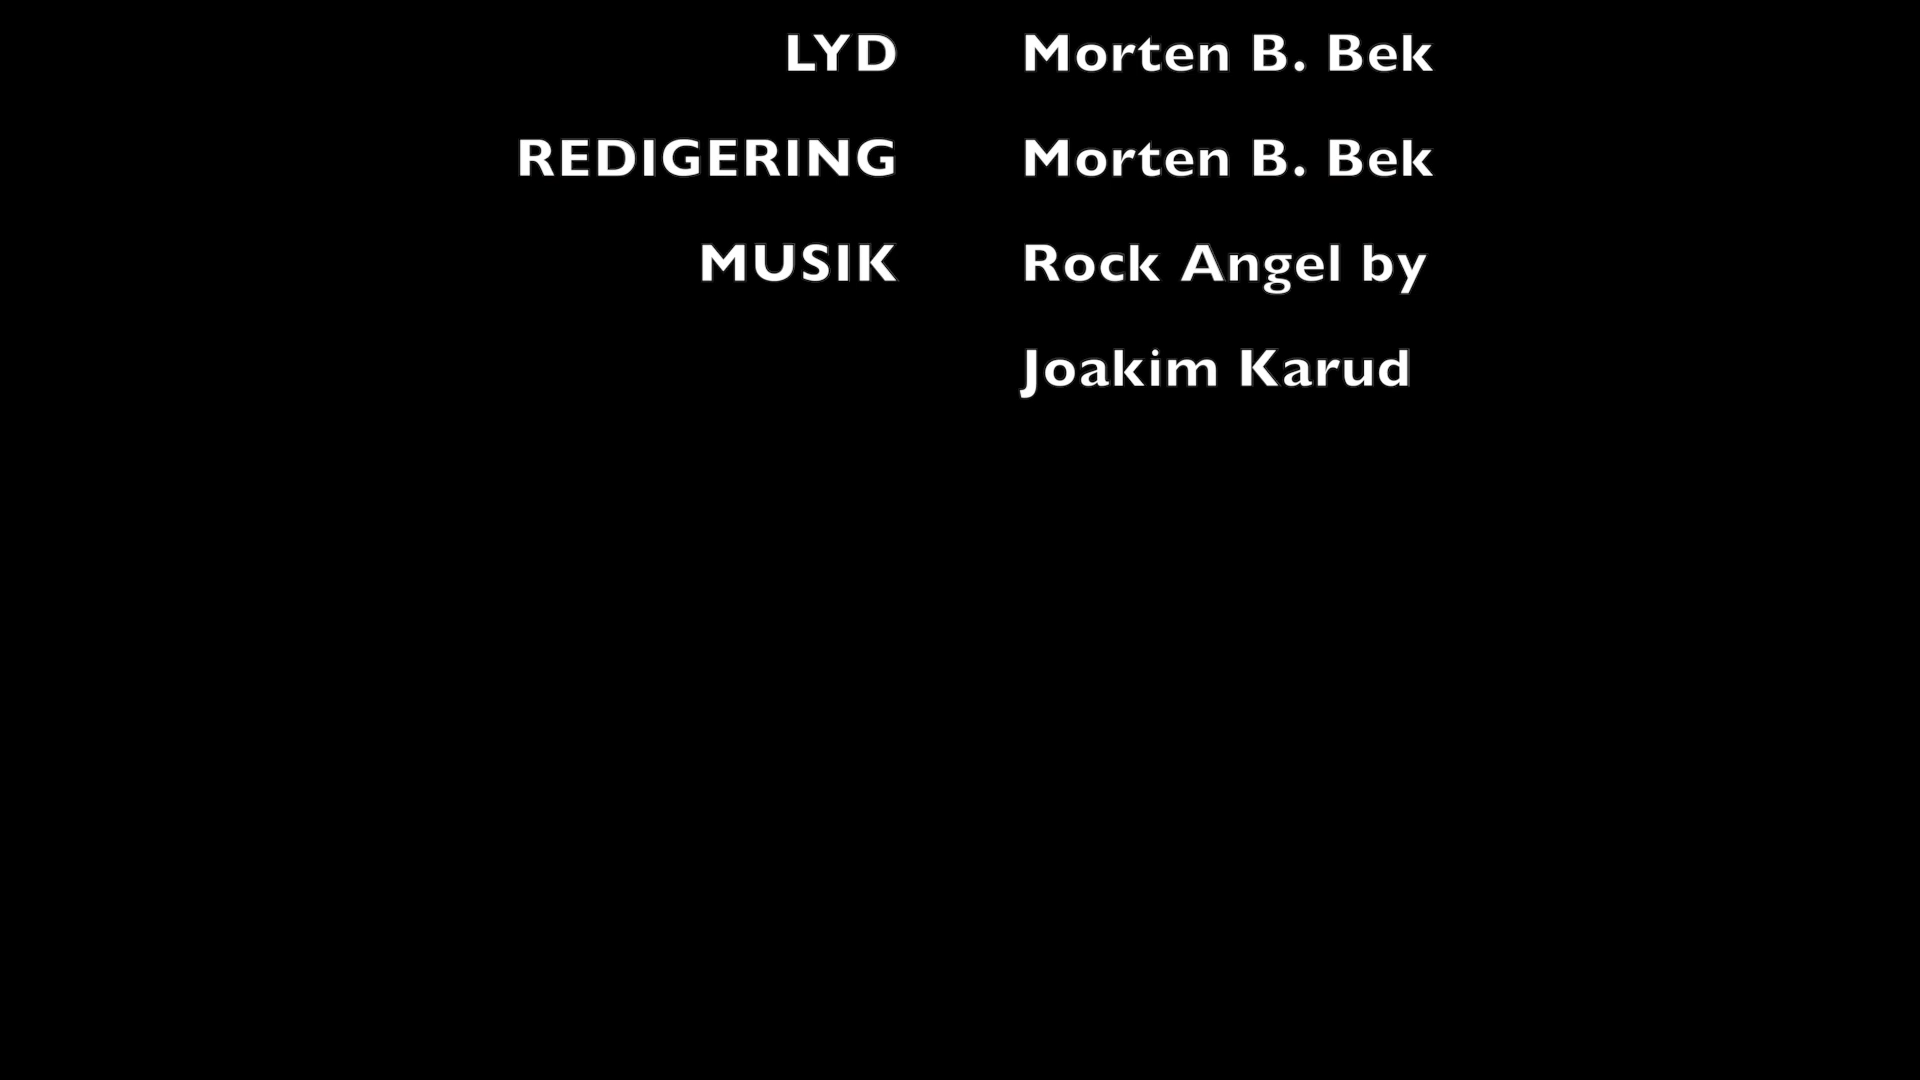 LYD Morten B. Bek
REDIGERING Morten B. Bek
MUSIK Rock Angel by
Joakim Karud